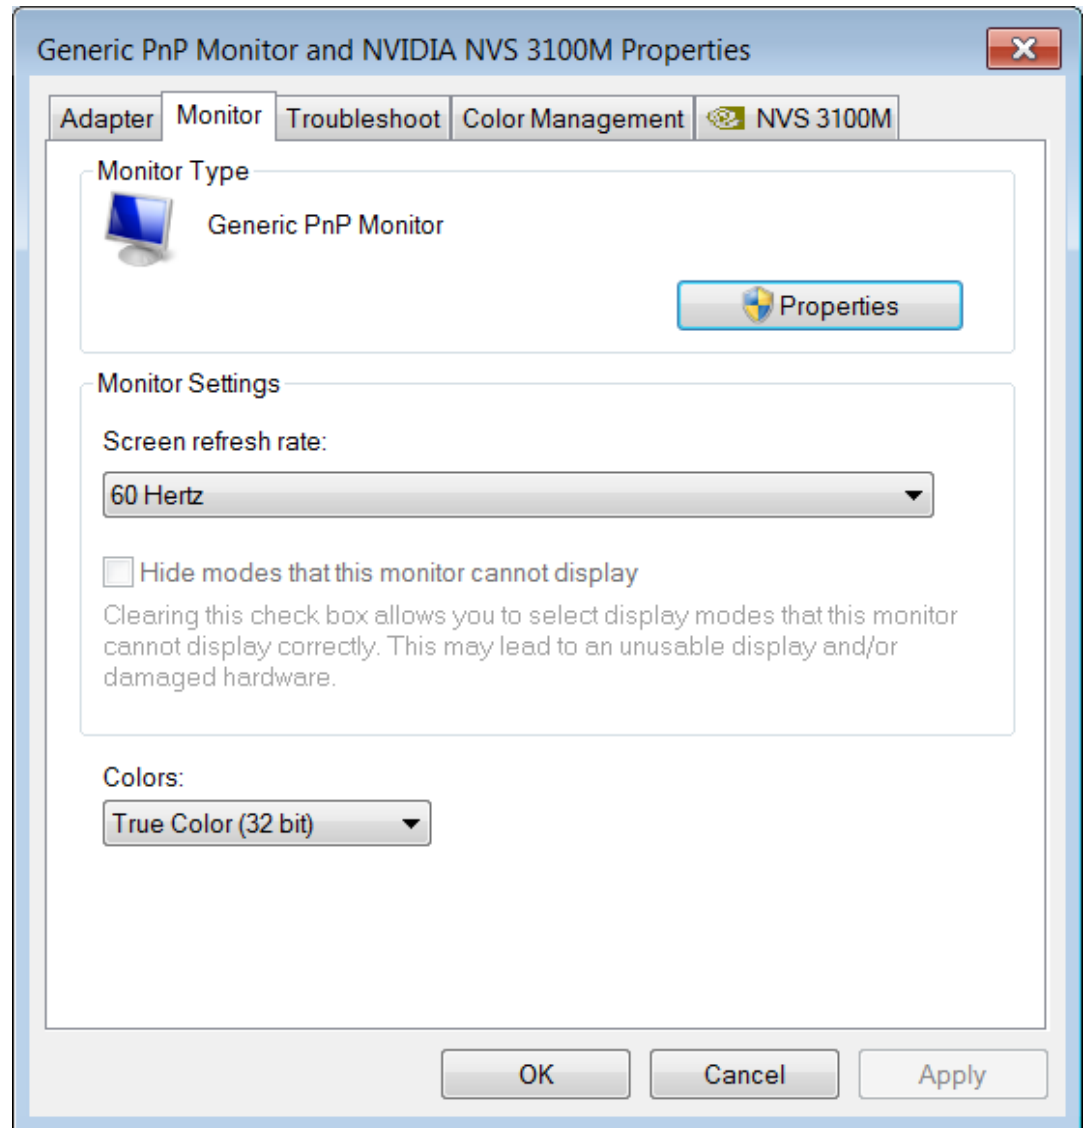 Generic PnP Monitor and NVIDIA NVS 3100M Properties
Adapter Monitor Troubleshoot Color Management NVS 3100M
Monitor Type
Generic PnP Monitor
Properties
Monitor Settings
Screen refresh rate:
60 Hertz
Hide modes that this monitor cannot display
Clearing this check box allows you to select display modes that this monitor
cannot display correctly. This may lead to an unusable display and/or
damaged hardware.
Colors:
True Color (32 bit)
OK Cancel Apply